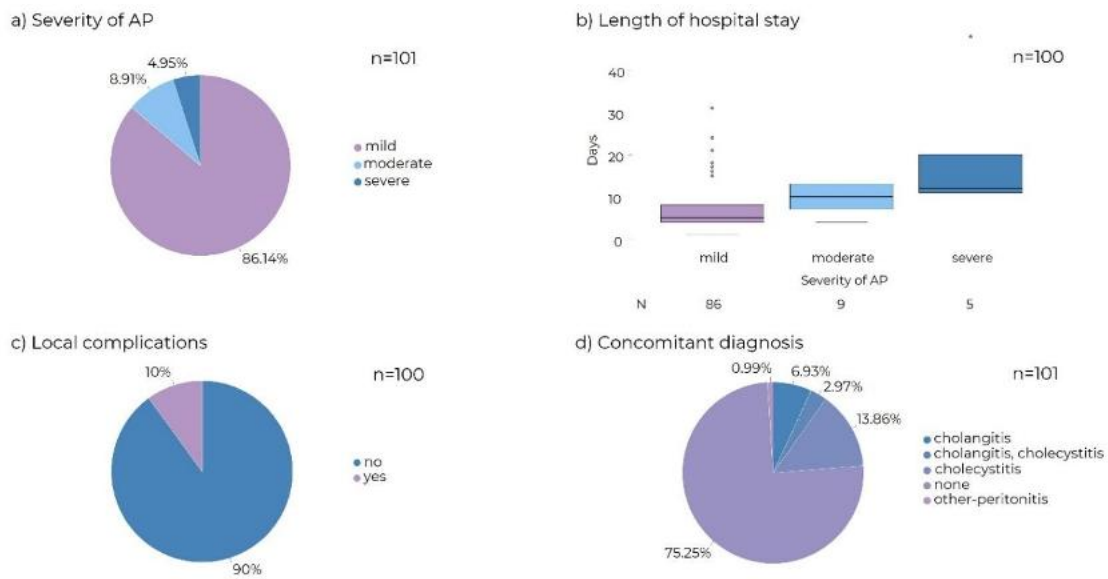 a) Severity of AP
n=101
4.95%
8.91%
86.14%
mild
moderate
severe
b) Length of hospital stay
n=100
Days
40
30
20
10
0
mild moderate severe
Severity of AP
N 86 9 5
c) Local complications
n=100
10%
90%
no
yes
d) Concomitant diagnosis
n=101
0.99%
6.93%
2.97%
13.86%
75.25%
cholangitis
cholangitis, cholecystitis
cholecystitis
none
other-peritonitis